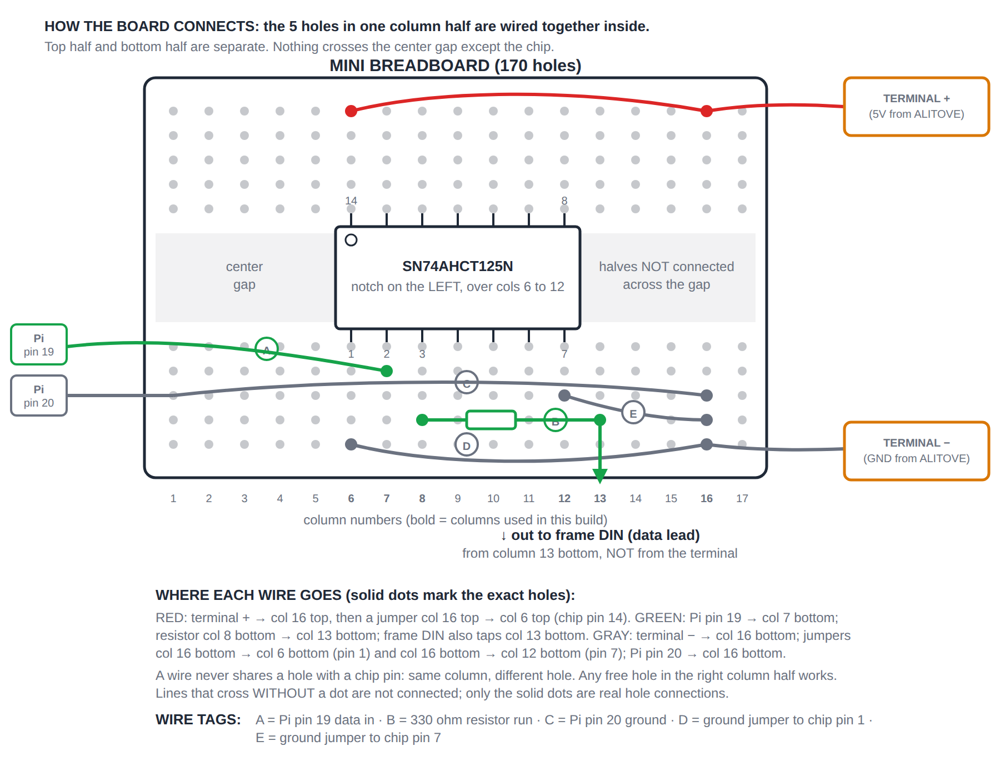 HOW THE BOARD CONNECTS: the 5 holes in one column half are wired together inside.
Top half and bottom half are separate. Nothing crosses the center gap except the chip.
MINI BREADBOARD (170 holes)
TERMINAL +
(5V from ALITOVE)
14
8
center
gap
SN74AHCT125N
notch on the LEFT, over cols 6 to 12
halves NOT connected
across the gap
Pi
pin 19
A
1
2
3
7
Pi
pin 20
C
E
B
D
TERMINAL −
(GND from ALITOVE)
1 2 3 4 5 6 7 8 9 10 11 12 13 14 15 16 17
column numbers (bold = columns used in this build)
↓ out to frame DIN (data lead)
from column 13 bottom, NOT from the terminal
WHERE EACH WIRE GOES (solid dots mark the exact holes):
RED: terminal + → col 16 top, then a jumper col 16 top → col 6 top (chip pin 14). GREEN: Pi pin 19 → col 7 bottom;
resistor col 8 bottom → col 13 bottom; frame DIN also taps col 13 bottom. GRAY: terminal − → col 16 bottom; jumpers
col 16 bottom → col 6 bottom (pin 1) and col 16 bottom → col 12 bottom (pin 7); Pi pin 20 → col 16 bottom.
A wire never shares a hole with a chip pin: same column, different hole. Any free hole in the right column half works.
Lines that cross WITHOUT a dot are not connected; only the solid dots are real hole connections.
WIRE TAGS: A = Pi pin 19 data in · B = 330 ohm resistor run · C = Pi pin 20 ground · D = ground jumper to chip pin 1 ·
E = ground jumper to chip pin 7